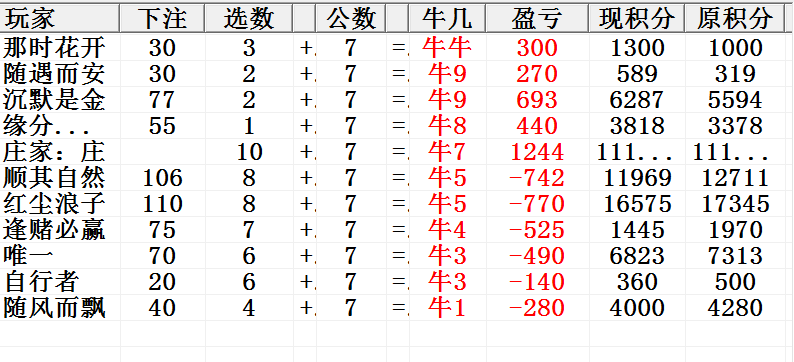 玩家 下注 选数 公数 牛几 盈亏 现积分 原积分
那时花开 30 3 +. 7 =. 牛牛 300 1300 1000
随遇而安 30 2 +. 7 =. 牛9 270 589 319
沉默是金 77 2 +. 7 =. 牛9 693 6287 5594
缘分... 55 1 +. 7 =. 牛8 440 3818 3378
庄家：庄 10 +. 7 =. 牛7 1244 111... 111...
顺其自然 106 8 +. 7 =. 牛5 -742 11969 12711
红尘浪子 110 8 +. 7 =. 牛5 -770 16575 17345
逢赌必赢 75 7 +. 7 =. 牛4 -525 1445 1970
唯一 70 6 +. 7 =. 牛3 -490 6823 7313
自行者 20 6 +. 7 =. 牛3 -140 360 500
随风而飘 40 4 +. 7 =. 牛1 -280 4000 4280